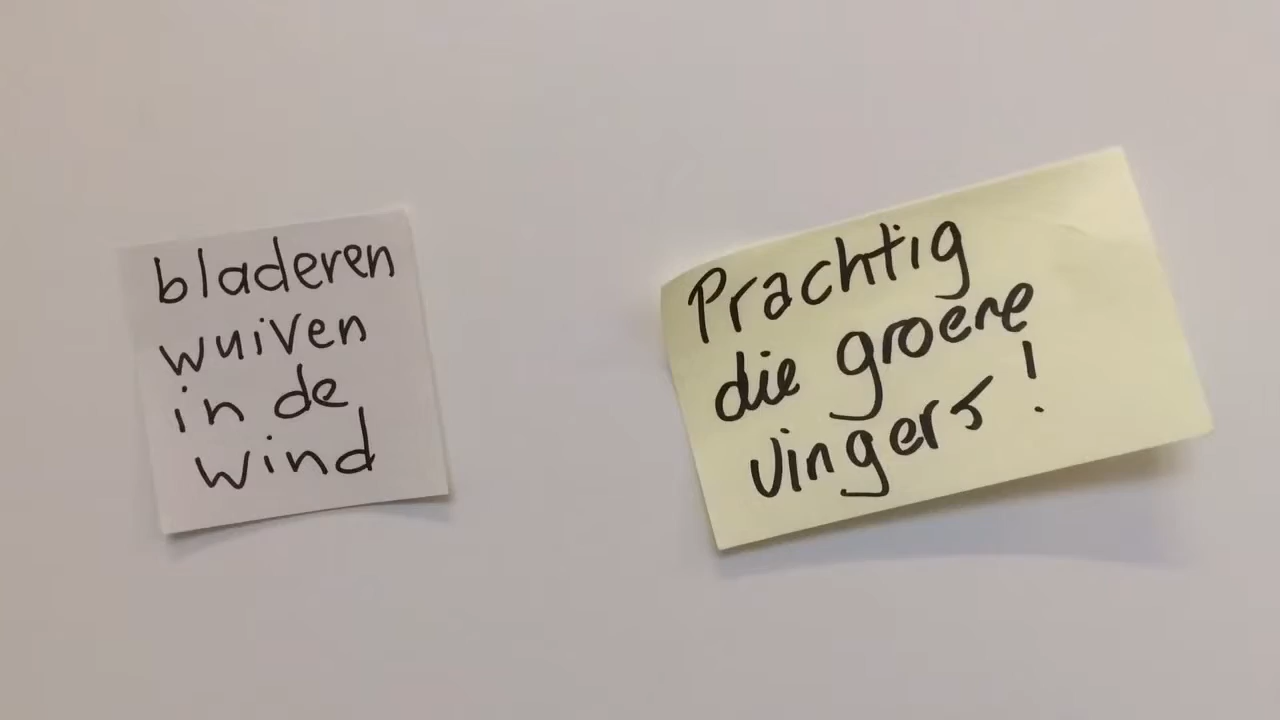 bladeren
wuiven
in de
wind
Prachtig
die groene
vingers!